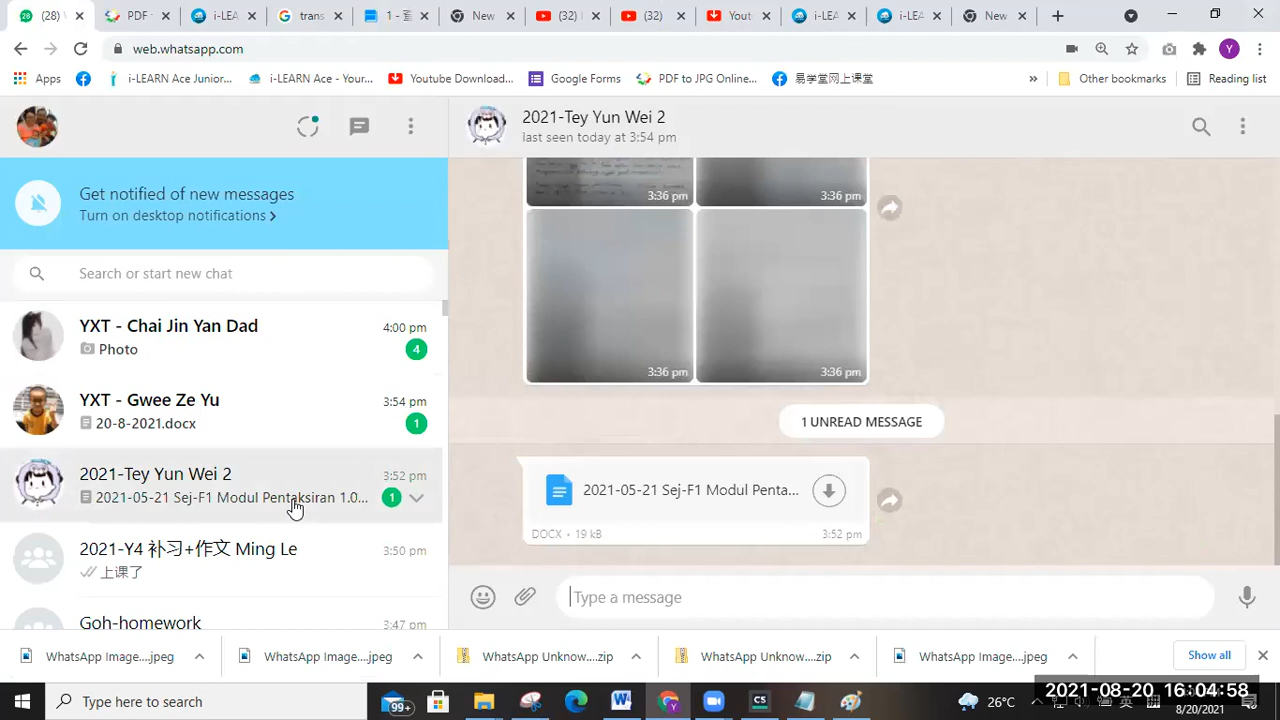 (28)
PDF
i-LEA
trans
1 -
New
(32)
(32)
Yout
i-LEA
i-LEA
New
web.whatsapp.com
Y
Apps
i-LEARN Ace Junior...
i-LEARN Ace - Your...
Youtube Download...
Google Forms
PDF to JPG Online...
易学堂网上课堂
»
Other bookmarks
Reading list
Get notified of new messages
Turn on desktop notifications
Search or start new chat
YXT - Chai Jin Yan Dad
4:00 pm
Photo
4
YXT - Gwee Ze Yu
3:54 pm
20-8-2021.docx
1
2021-Tey Yun Wei 2
3:52 pm
2021-05-21 Sej-F1 Modul Pentaksiran 1.0...
1
2021-Y4 补习+作文 Ming Le
3:50 pm
上课了
Goh-homework
3:47 pm
2021-Tey Yun Wei 2
last seen today at 3:54 pm
3:36 pm
3:36 pm
3:36 pm
3:36 pm
1 UNREAD MESSAGE
2021-05-21 Sej-F1 Modul Penta...
DOCX • 19 kB
3:52 pm
Type a message
WhatsApp Image....jpeg
WhatsApp Image....jpeg
WhatsApp Unknow....zip
WhatsApp Unknow....zip
WhatsApp Image....jpeg
Show all
Type here to search
99+
CS
26°C
2021-08-20 16:04:58
8/20/2021